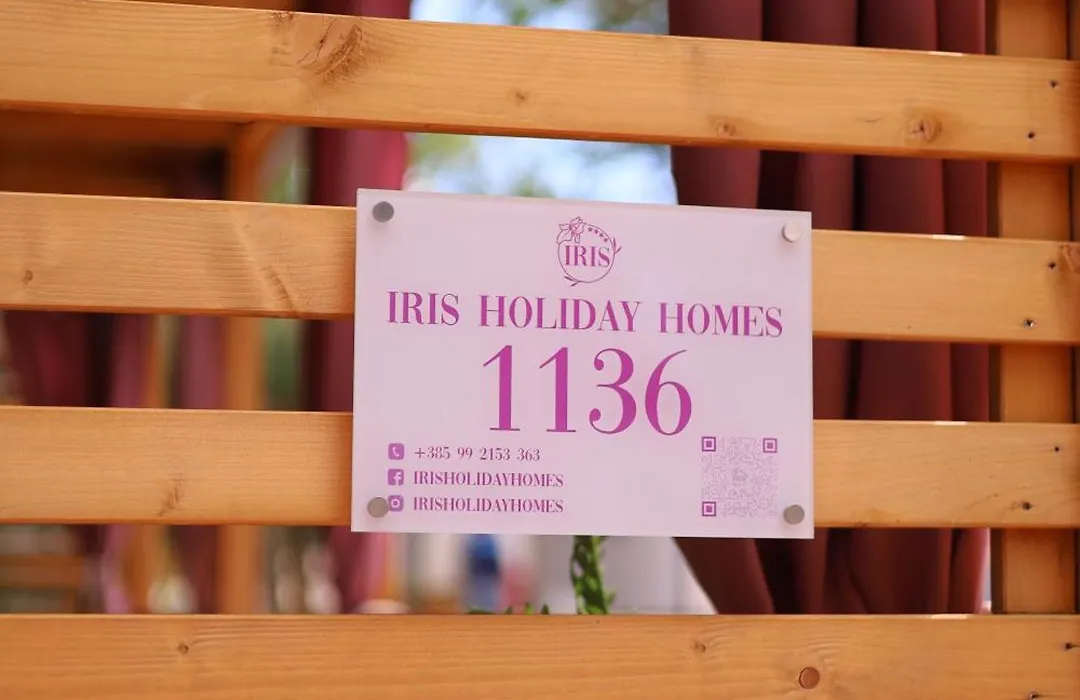 IRIS
IRIS HOLIDAY HOMES
1136
+385 99 2153 363
IRISHOLIDAYHOMES
IRISHOLIDAYHOMES